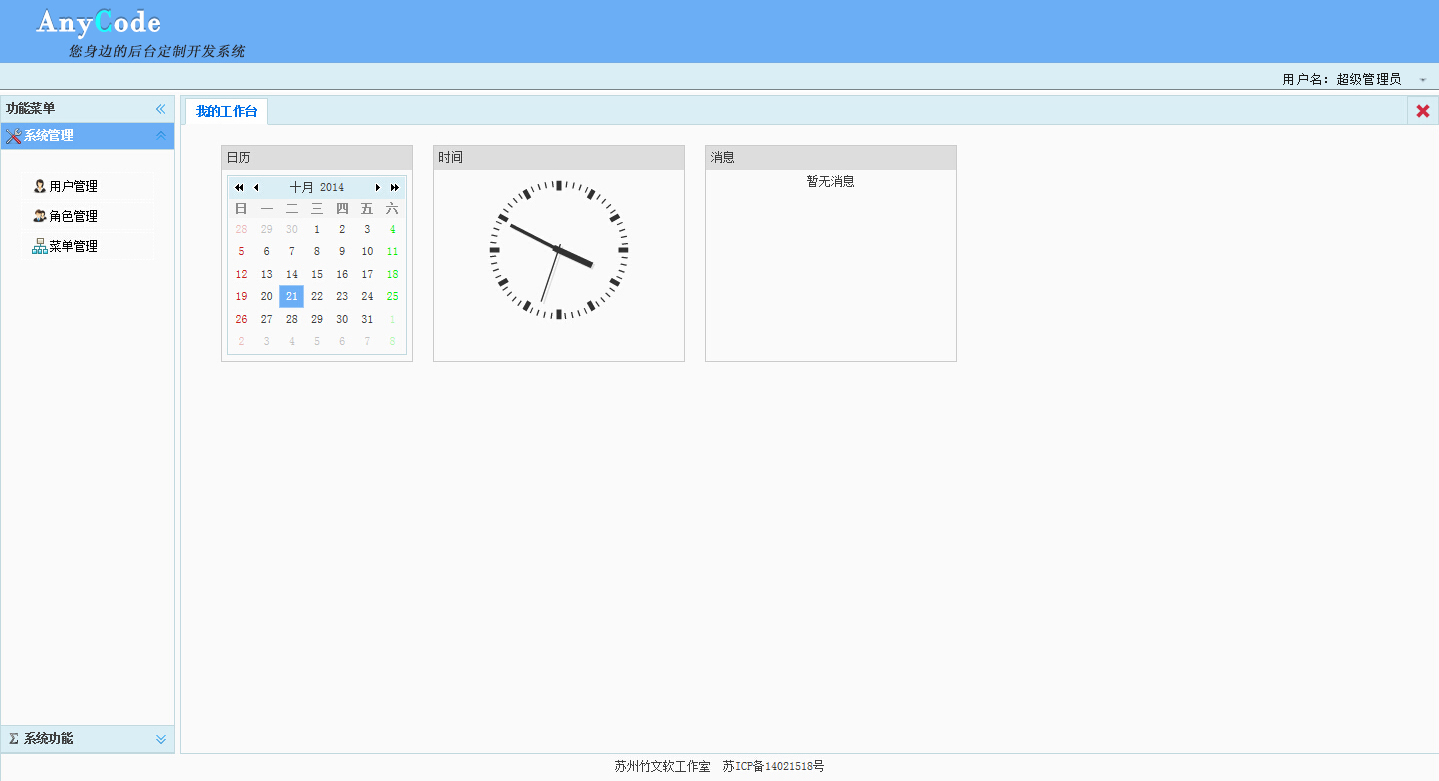 AnyCode
您身边的后台定制开发系统
用户名：超级管理员
功能菜单
系统管理
用户管理
角色管理
菜单管理
系统功能
我的工作台
日历
十月 2014
日 一 二 三 四 五 六
28 29 30 1 2 3 4
5 6 7 8 9 10 11
12 13 14 15 16 17 18
19 20 21 22 23 24 25
26 27 28 29 30 31 1
2 3 4 5 6 7 8
时间
消息
暂无消息
苏州竹文软工作室 苏ICP备14021518号